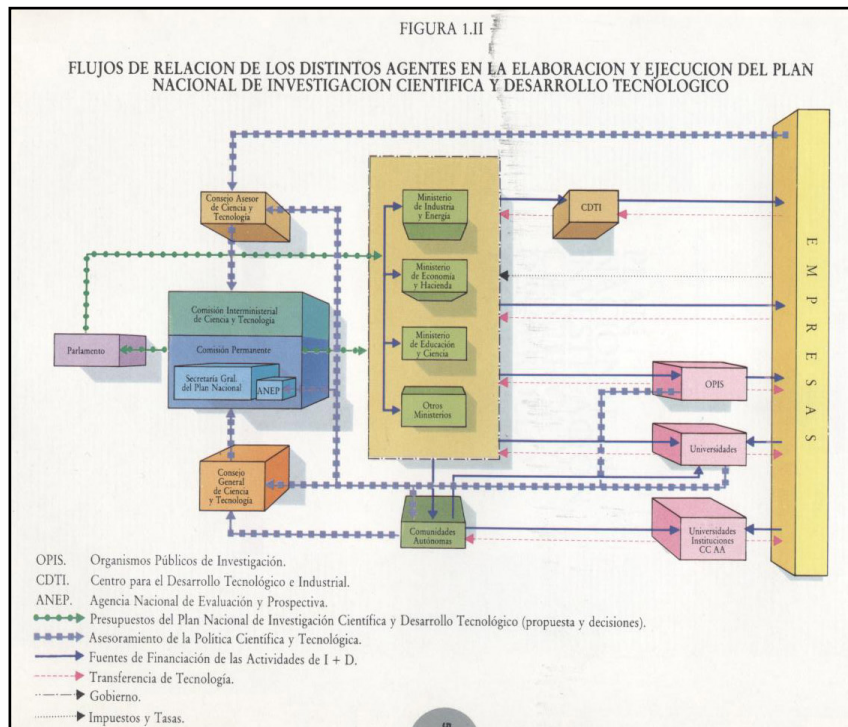 FIGURA 1.II
FLUJOS DE RELACION DE LOS DISTINTOS AGENTES EN LA ELABORACION Y EJECUCION DEL PLAN
NACIONAL DE INVESTIGACION CIENTIFICA Y DESARROLLO TECNOLOGICO
Consejo Asesor
de Ciencia y
Tecnología
Ministerio
de Industria
y Energía
CDTI
Ministerio
de Economía
y Hacienda
Comisión Interministerial
de Ciencia y Tecnología
Parlamento
Comisión Permanente
Ministerio
de Educación
y Ciencia
Secretaría Gral.
del Plan Nacional
ANEP
OPIS
Otros
Ministerios
Universidades
Consejo
General
de Ciencia
y Tecnología
Comunidades
Autónomas
Universidades
Instituciones
CC AA
EMPRESAS
OPIS. Organismos Públicos de Investigación.
CDTI. Centro para el Desarrollo Tecnológico e Industrial.
ANEP. Agencia Nacional de Evaluación y Prospectiva.
Presupuestos del Plan Nacional de Investigación Científica y Desarrollo Tecnológico (propuesta y decisiones).
Asesoramiento de la Política Científica y Tecnológica.
Fuentes de Financiación de las Actividades de I + D.
Transferencia de Tecnología.
Gobierno.
Impuestos y Tasas.